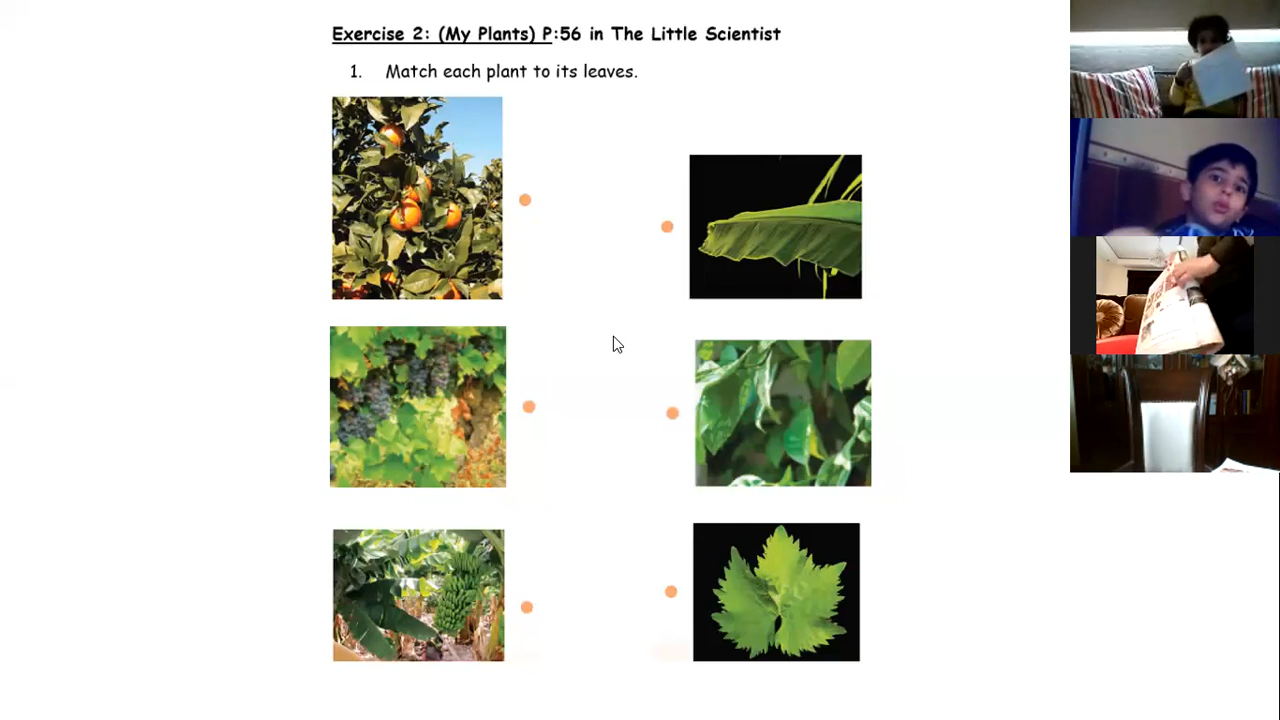 Exercise 2: (My Plants) P:56 in The Little Scientist
1. Match each plant to its leaves.